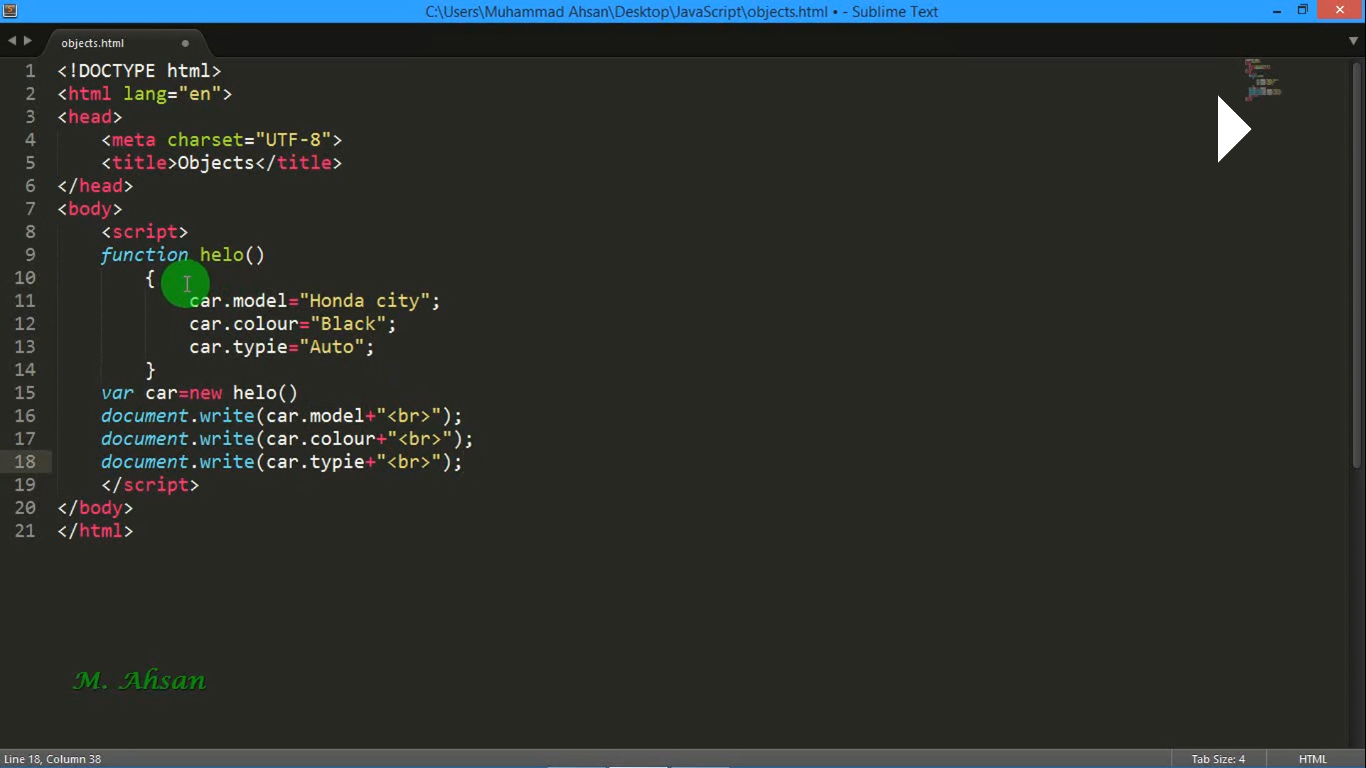 C:\Users\Muhammad Ahsan\Desktop\JavaScript\objects.html • - Sublime Text
objects.html
1 <!DOCTYPE html>
2 <html lang="en">
3 <head>
4     <meta charset="UTF-8">
5     <title>Objects</title>
6 </head>
7 <body>
8     <script>
9     function helo()
10         {
11             car.model="Honda city";
12             car.colour="Black";
13             car.typie="Auto";
14         }
15     var car=new helo()
16     document.write(car.model+"<br>");
17     document.write(car.colour+"<br>");
18     document.write(car.typie+"<br>");
19     </script>
20 </body>
21 </html>
M. Ahsan
Line 18, Column 38 Tab Size: 4 HTML